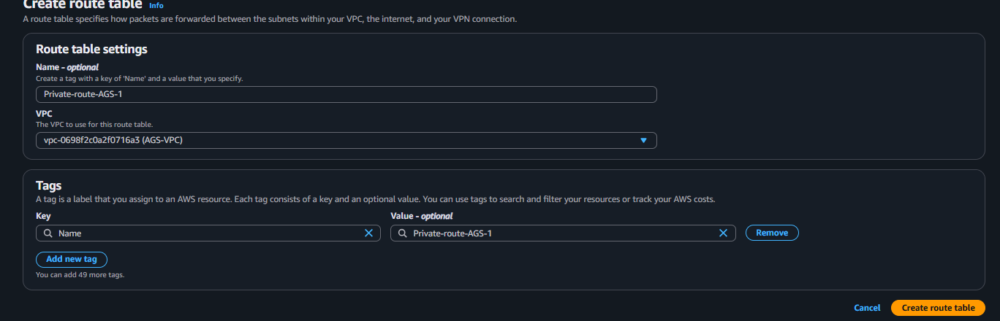 Create route table Info
A route table specifies how packets are forwarded between the subnets within your VPC, the internet, and your VPN connection.
Route table settings
Name - optional
Create a tag with a key of 'Name' and a value that you specify.
Private-route-AGS-1
VPC
The VPC to use for this route table.
vpc-0698f2c0a2f0716a3 (AGS-VPC)
Tags
A tag is a label that you assign to an AWS resource. Each tag consists of a key and an optional value. You can use tags to search and filter your resources or track your AWS costs.
Key Value - optional
Name Private-route-AGS-1 Remove
Add new tag
You can add 49 more tags.
Cancel Create route table